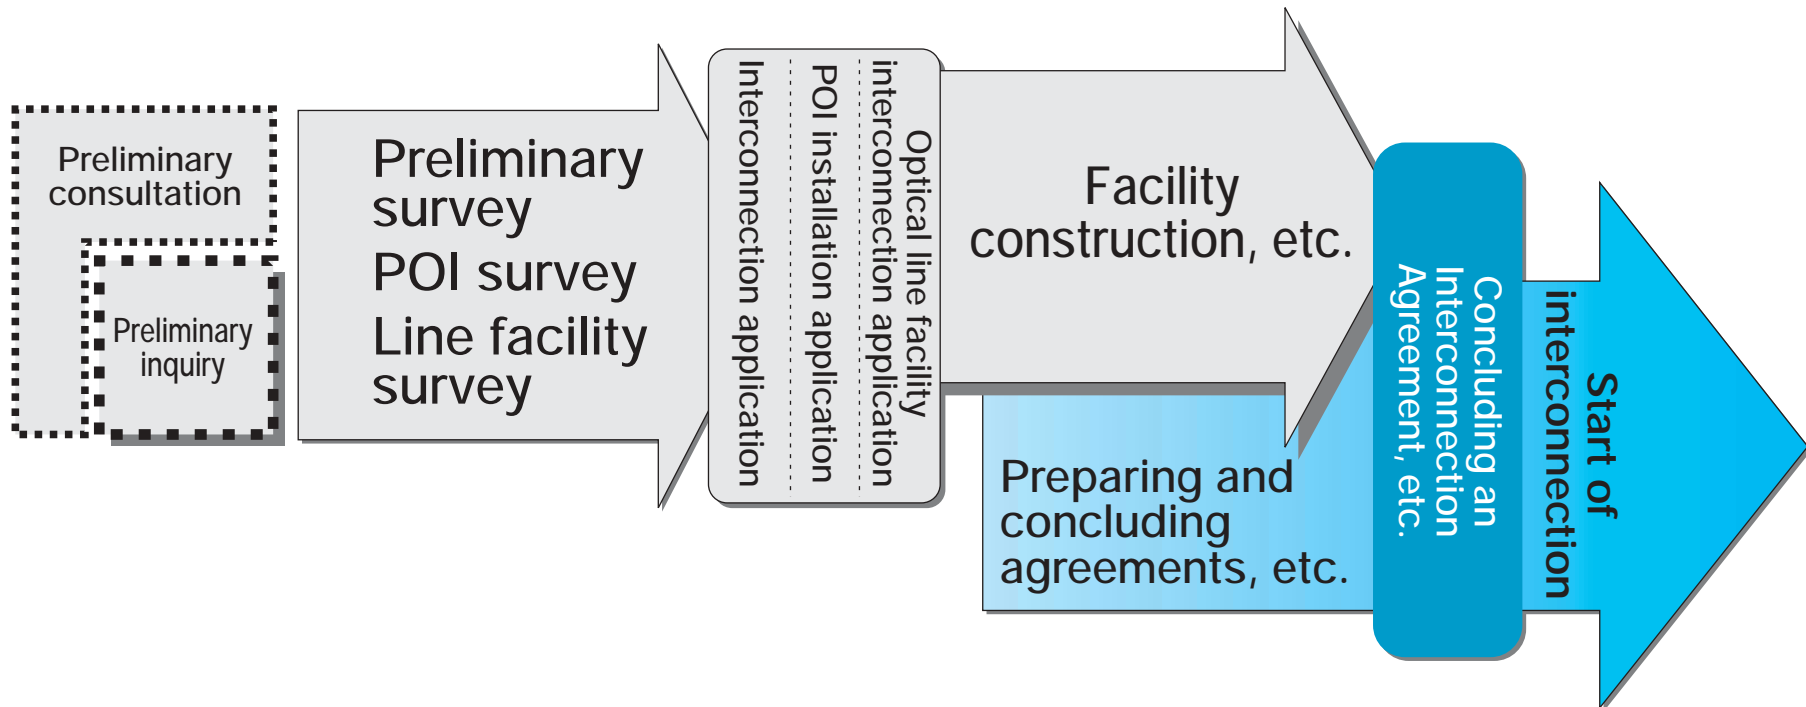 Preliminary
consultation
Preliminary
inquiry
Preliminary
survey
POI survey
Line facility
survey
Interconnection application
POI installation application
Optical line facility
interconnection application
Facility
construction, etc.
Preparing and
concluding
agreements, etc.
Concluding an
Interconnection
Agreement, etc.
Start of
interconnection